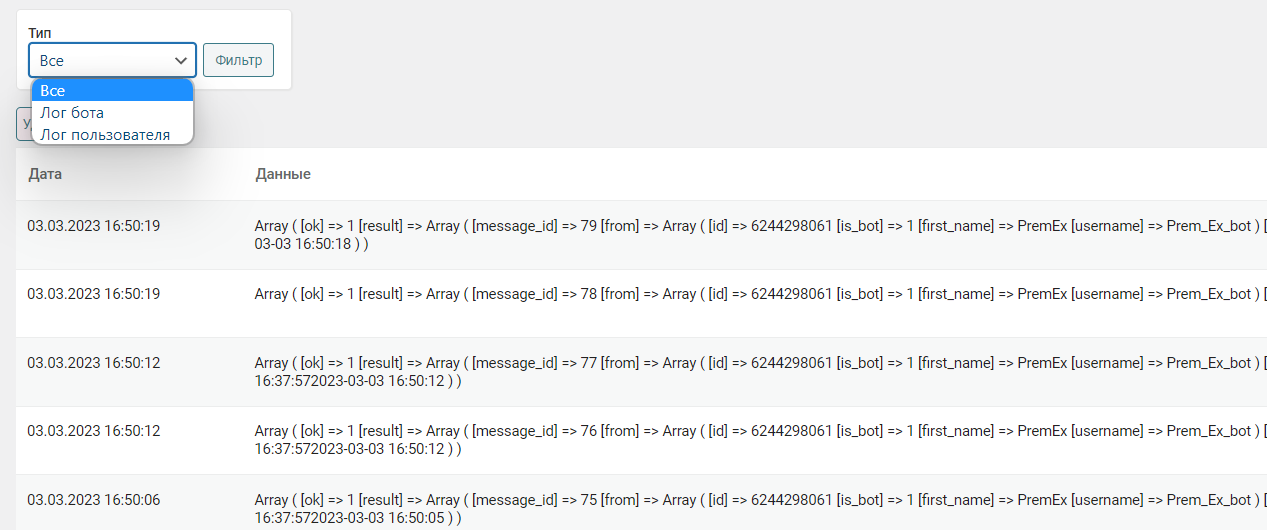 Тип
Все
Фильтр
Все
Лог бота
Лог пользователя
Дата Данные
03.03.2023 16:50:19 Array ( [ok] => 1 [result] => Array ( [message_id] => 79 [from] => Array ( [id] => 6244298061 [is_bot] => 1 [first_name] => PremEx [username] => Prem_Ex_bot ) [
03-03 16:50:18 ) )
03.03.2023 16:50:19 Array ( [ok] => 1 [result] => Array ( [message_id] => 78 [from] => Array ( [id] => 6244298061 [is_bot] => 1 [first_name] => PremEx [username] => Prem_Ex_bot ) [
03.03.2023 16:50:12 Array ( [ok] => 1 [result] => Array ( [message_id] => 77 [from] => Array ( [id] => 6244298061 [is_bot] => 1 [first_name] => PremEx [username] => Prem_Ex_bot ) [
16:37:572023-03-03 16:50:12 ) )
03.03.2023 16:50:12 Array ( [ok] => 1 [result] => Array ( [message_id] => 76 [from] => Array ( [id] => 6244298061 [is_bot] => 1 [first_name] => PremEx [username] => Prem_Ex_bot ) [
16:37:572023-03-03 16:50:12 ) )
03.03.2023 16:50:06 Array ( [ok] => 1 [result] => Array ( [message_id] => 75 [from] => Array ( [id] => 6244298061 [is_bot] => 1 [first_name] => PremEx [username] => Prem_Ex_bot ) [
16:37:572023-03-03 16:50:05 ) )